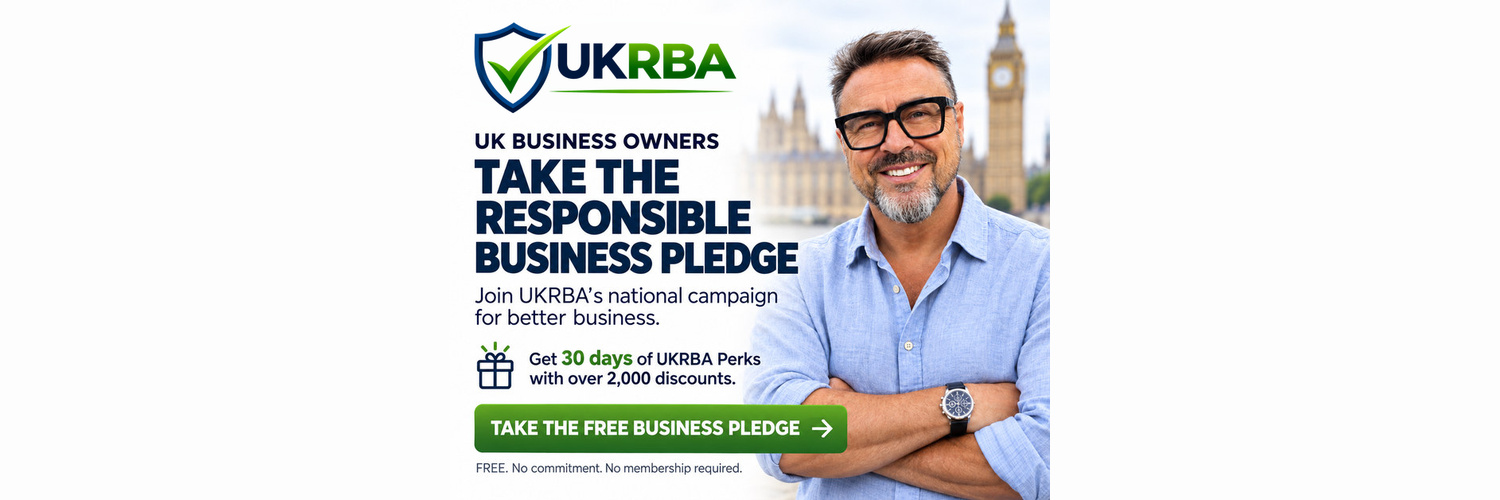 UKRBA
UK BUSINESS OWNERS
TAKE THE
RESPONSIBLE
BUSINESS PLEDGE
Join UKRBA's national campaign
for better business.
Get 30 days of UKRBA Perks
with over 2,000 discounts.
TAKE THE FREE BUSINESS PLEDGE →
FREE. No commitment. No membership required.